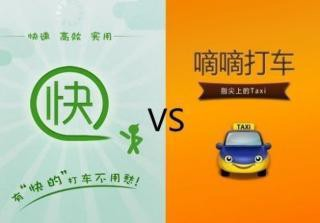 快速 高效 实用
快
有“快的”打车不用愁!
VS
嘀嘀打车
指尖上的Taxi
TAXI